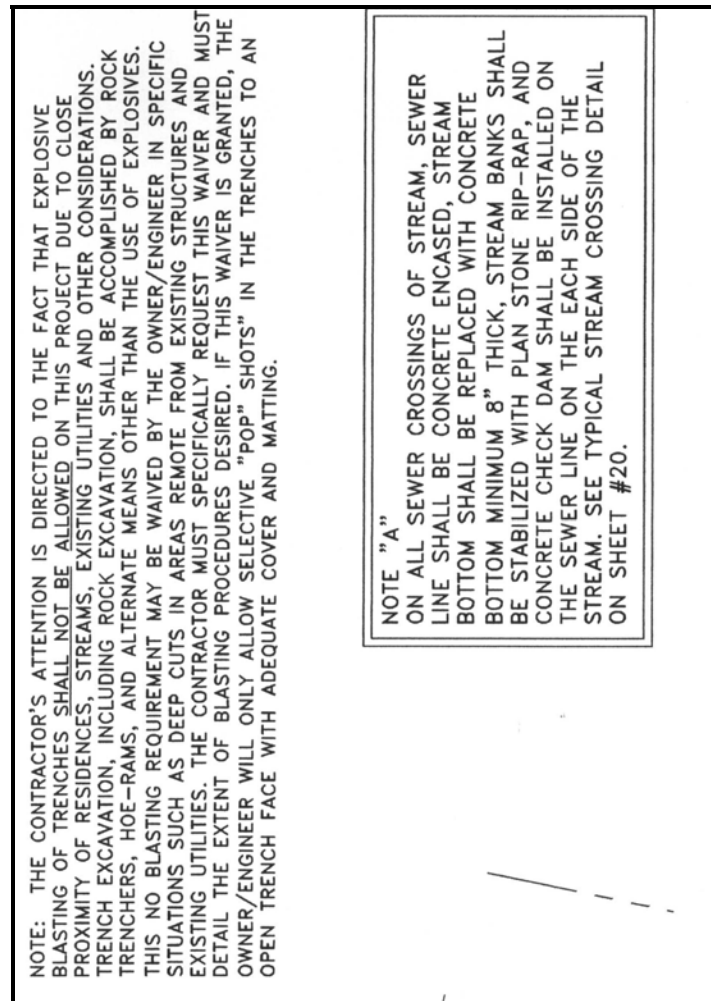 NOTE: THE CONTRACTOR'S ATTENTION IS DIRECTED TO THE FACT THAT EXPLOSIVE
BLASTING OF TRENCHES SHALL NOT BE ALLOWED ON THIS PROJECT DUE TO CLOSE
PROXIMITY OF RESIDENCES, STREAMS, EXISTING UTILITIES AND OTHER CONSIDERATIONS.
TRENCH EXCAVATION, INCLUDING ROCK EXCAVATION, SHALL BE ACCOMPLISHED BY ROCK
TRENCHERS, HOE-RAMS, AND ALTERNATE MEANS OTHER THAN THE USE OF EXPLOSIVES.
THIS NO BLASTING REQUIREMENT MAY BE WAIVED BY THE OWNER/ENGINEER IN SPECIFIC
SITUATIONS SUCH AS DEEP CUTS IN AREAS REMOTE FROM EXISTING STRUCTURES AND
EXISTING UTILITIES. THE CONTRACTOR MUST SPECIFICALLY REQUEST THIS WAIVER AND MUST
DETAIL THE EXTENT OF BLASTING PROCEDURES DESIRED. IF THIS WAIVER IS GRANTED, THE
OWNER/ENGINEER WILL ONLY ALLOW SELECTIVE "POP" SHOTS" IN THE TRENCHES TO AN
OPEN TRENCH FACE WITH ADEQUATE COVER AND MATTING.
NOTE "A"
ON ALL SEWER CROSSINGS OF STREAM, SEWER
LINE SHALL BE CONCRETE ENCASED, STREAM
BOTTOM SHALL BE REPLACED WITH CONCRETE
BOTTOM MINIMUM 8" THICK, STREAM BANKS SHALL
BE STABILIZED WITH PLAN STONE RIP-RAP, AND
CONCRETE CHECK DAM SHALL BE INSTALLED ON
THE SEWER LINE ON THE EACH SIDE OF THE
STREAM. SEE TYPICAL STREAM CROSSING DETAIL
ON SHEET #20.